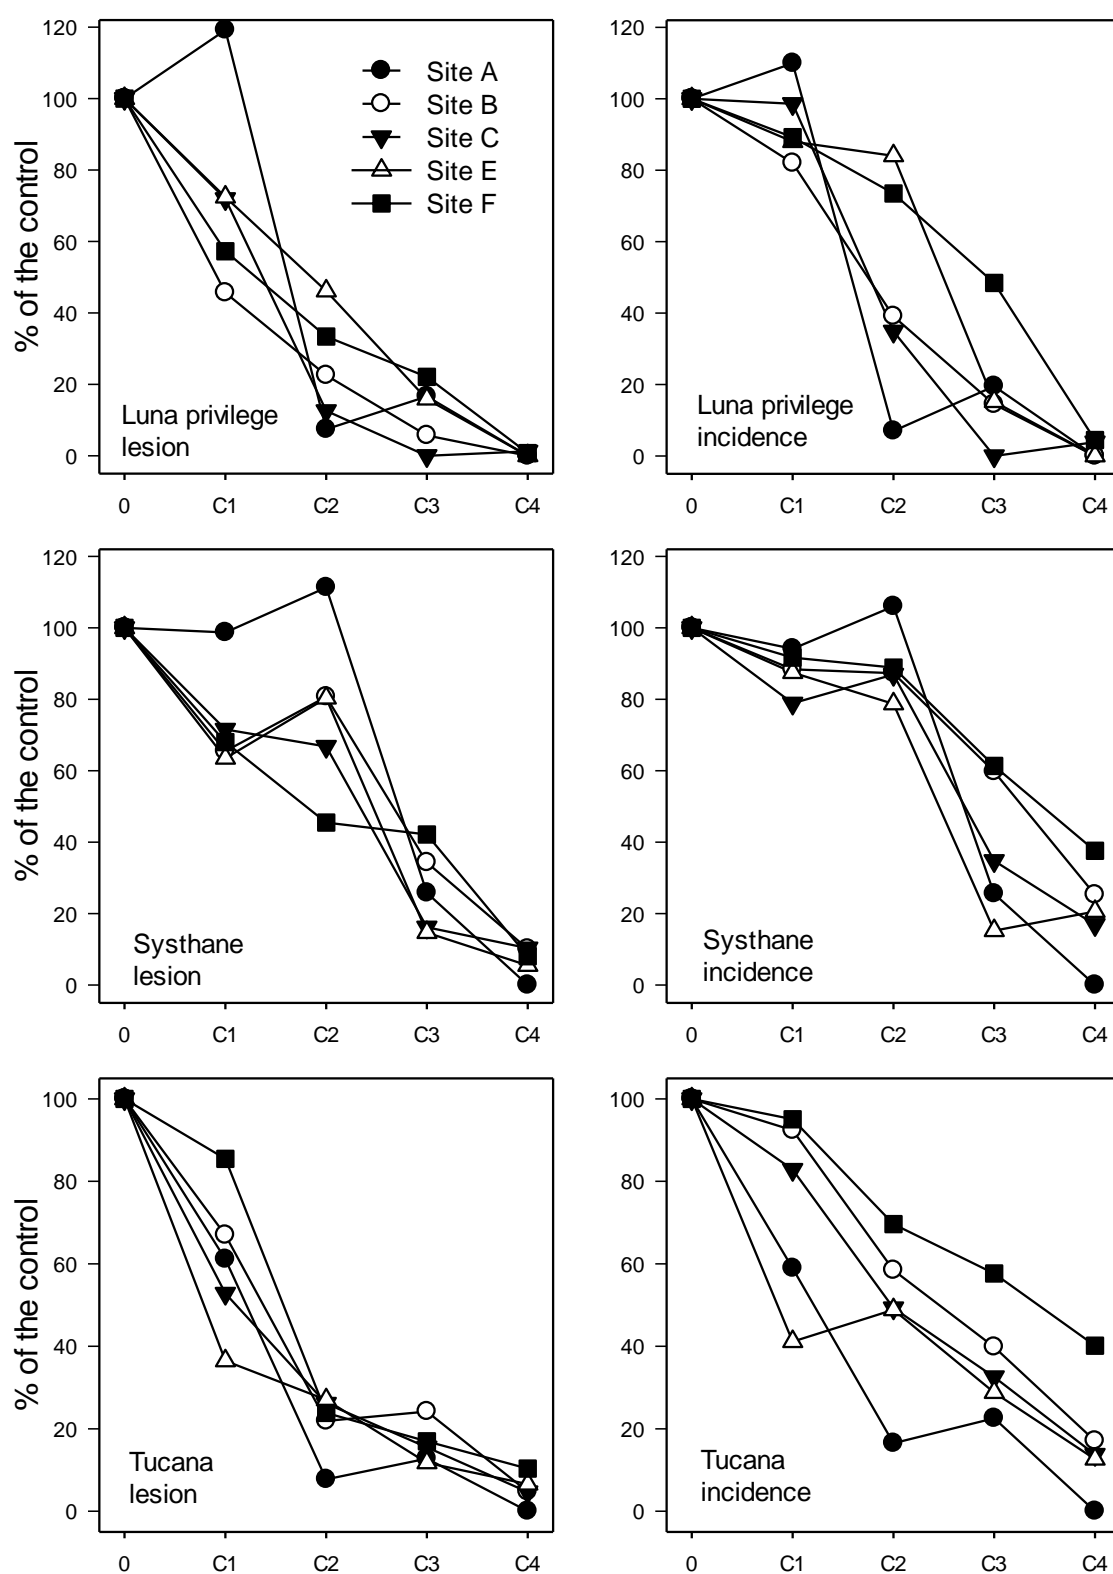 120
100
80
60
40
20
0
% of the control
Site A
Site B
Site C
Site E
Site F
Luna privilege
lesion
0 C1 C2 C3 C4
120
100
80
60
40
20
0
Luna privilege
incidence
0 C1 C2 C3 C4
120
100
80
60
40
20
0
% of the control
Systhane
lesion
0 C1 C2 C3 C4
120
100
80
60
40
20
0
Systhane
incidence
0 C1 C2 C3 C4
100
80
60
40
20
0
% of the control
Tucana
lesion
0 C1 C2 C3 C4
100
80
60
40
20
0
Tucana
incidence
0 C1 C2 C3 C4